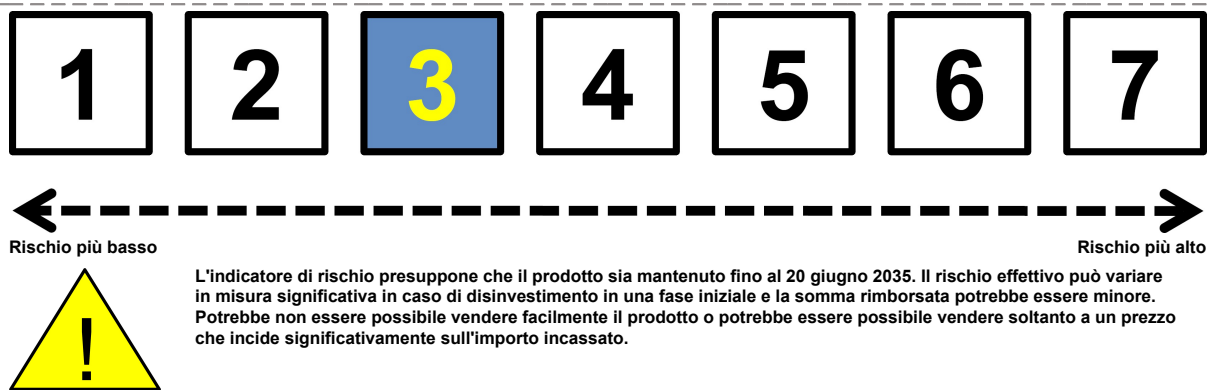 1 2 3 4 5 6 7
Rischio più basso Rischio più alto
L'indicatore di rischio presuppone che il prodotto sia mantenuto fino al 20 giugno 2035. Il rischio effettivo può variare
in misura significativa in caso di disinvestimento in una fase iniziale e la somma rimborsata potrebbe essere minore.
Potrebbe non essere possibile vendere facilmente il prodotto o potrebbe essere possibile vendere soltanto a un prezzo
che incide significativamente sull'importo incassato.
!